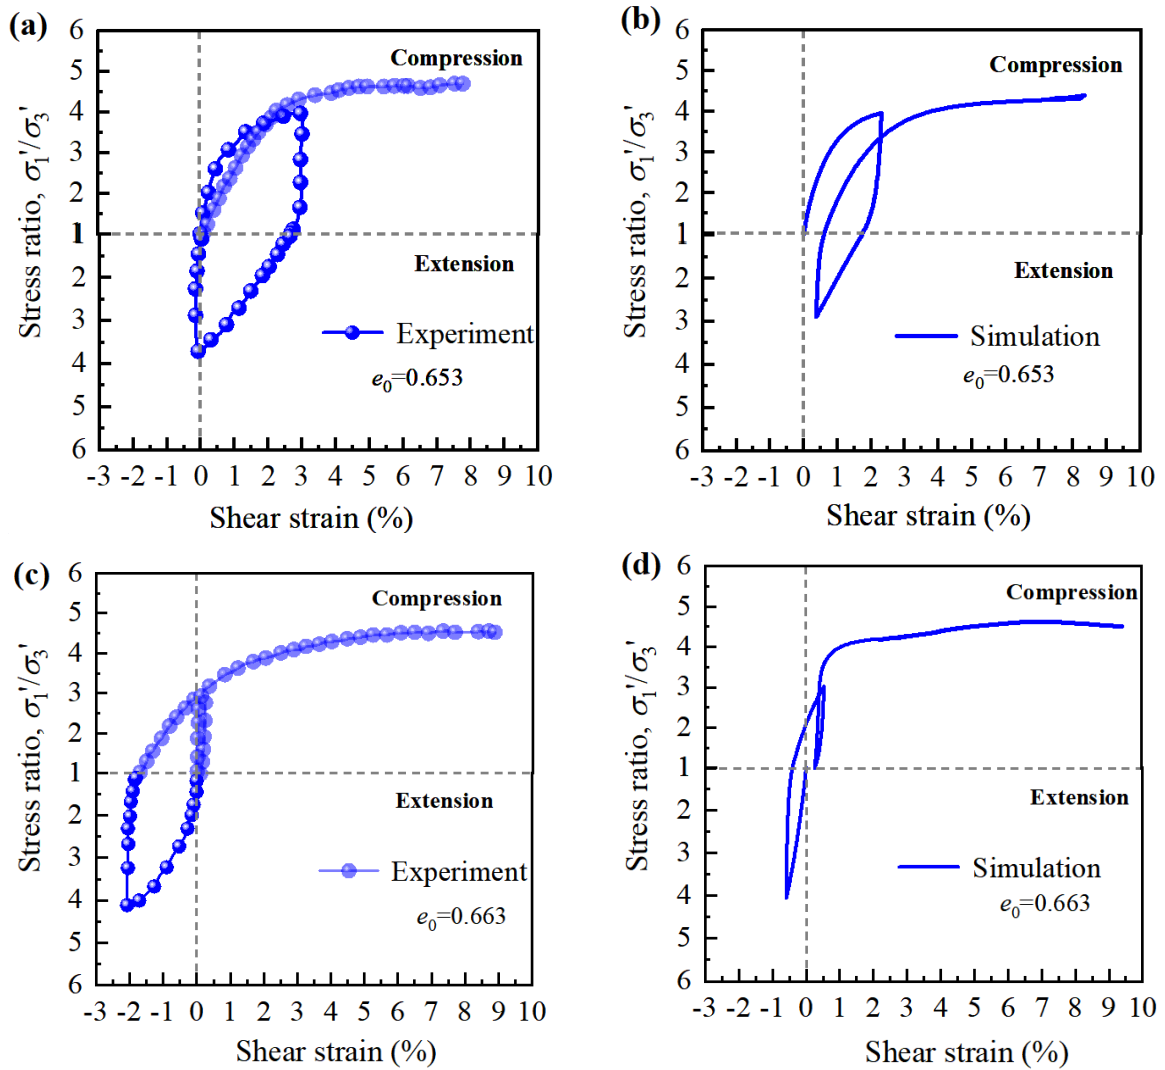 (a)
6
5
4
3
2
1
2
3
4
5
6
Stress ratio, σ1'/σ3'
Compression
Extension
Experiment
e0=0.653
-3 -2 -1 0 1 2 3 4 5 6 7 8 9 10
Shear strain (%)
(b)
6
5
4
3
2
1
2
3
4
5
6
Stress ratio, σ1'/σ3'
Compression
Extension
Simulation
e0=0.653
-3 -2 -1 0 1 2 3 4 5 6 7 8 9 10
Shear strain (%)
(c)
6
5
4
3
2
1
2
3
4
5
6
Stress ratio, σ1'/σ3'
Compression
Extension
Experiment
e0=0.663
-3 -2 -1 0 1 2 3 4 5 6 7 8 9 10
Shear strain (%)
(d)
6
5
4
3
2
1
2
3
4
5
6
Stress ratio, σ1'/σ3'
Compression
Extension
Simulation
e0=0.663
-3 -2 -1 0 1 2 3 4 5 6 7 8 9 10
Shear strain (%)